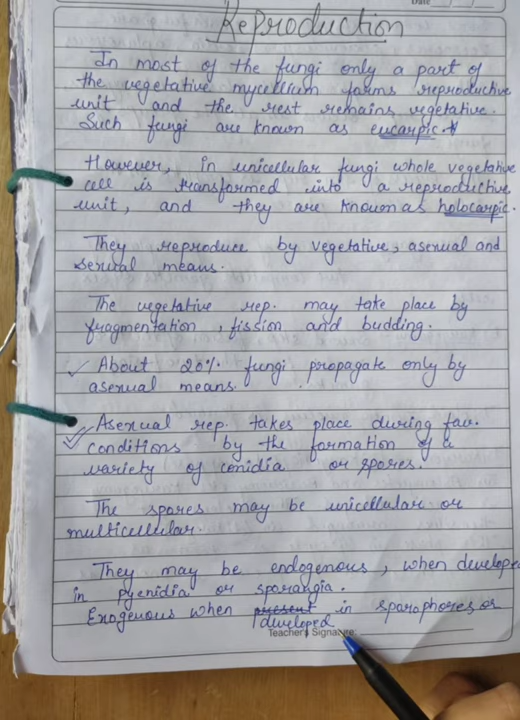 Date
Reproduction
In most of the fungi only a part of
the vegetative mycellium forms reproductive
unit and the rest remains vegetative.
Such fungi are known as eucarpic
However, in unicellular fungi whole vegetative
cell is transformed into a reproductive
unit, and they are known as holocarpic.
They reproduce by vegetative, asexual and
sexual means.
The vegetative rep. may take place by
fragmentation, fission and budding.
✓ About 20% fungi propagate only by
asexual means.
Asexual rep. takes place during fav.
conditions by the formation of a
variety of conidia or spores.
The spores may be unicellular or
multicellular.
They may be endogenous, when develope
in pycnidia or sporangia.
Exogenous when present in sporophores or
developed
Teacher's Signature: